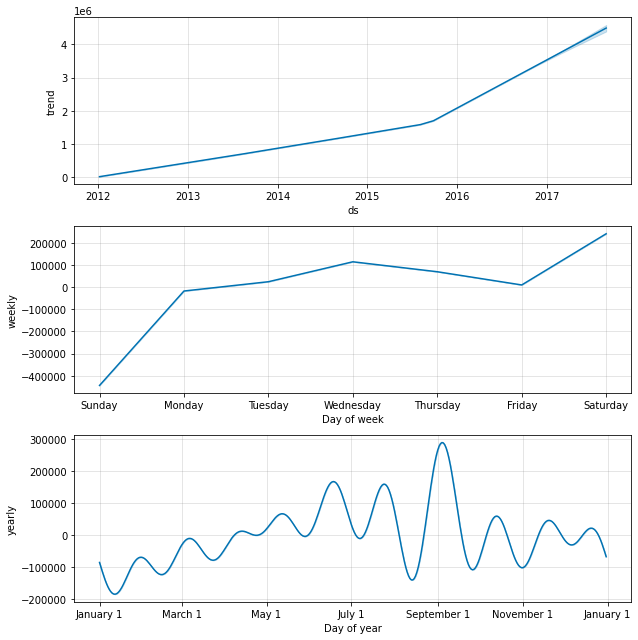 1e6
4
3
2
1
0
trend
2012 2013 2014 2015 2016 2017
ds
200000
100000
0
−100000
−200000
−300000
−400000
weekly
Sunday Monday Tuesday Wednesday Thursday Friday Saturday
Day of week
300000
200000
100000
0
−100000
−200000
yearly
January 1 March 1 May 1 July 1 September 1 November 1 January 1
Day of year